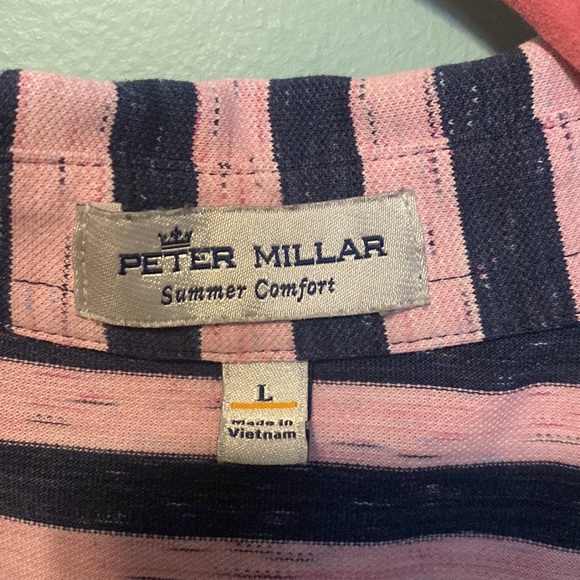 PETER MILLAR
Summer Comfort
L
Made in
Vietnam